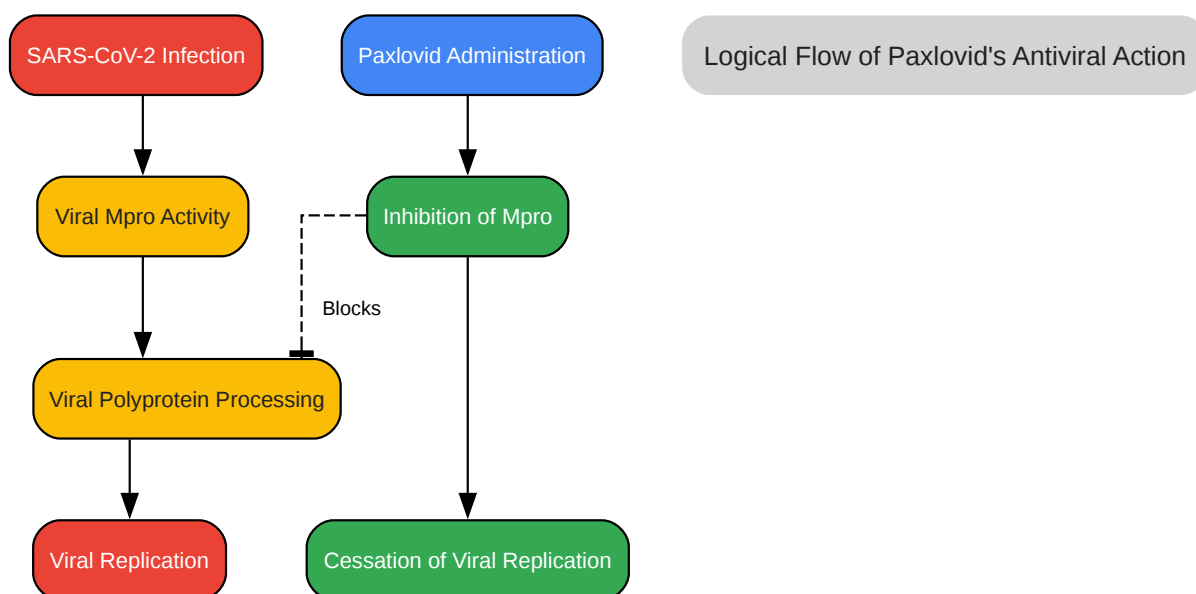 SARS-CoV-2 Infection
Paxlovid Administration
Logical Flow of Paxlovid's Antiviral Action
Viral Mpro Activity
Inhibition of Mpro
Blocks
Viral Polyprotein Processing
Viral Replication
Cessation of Viral Replication